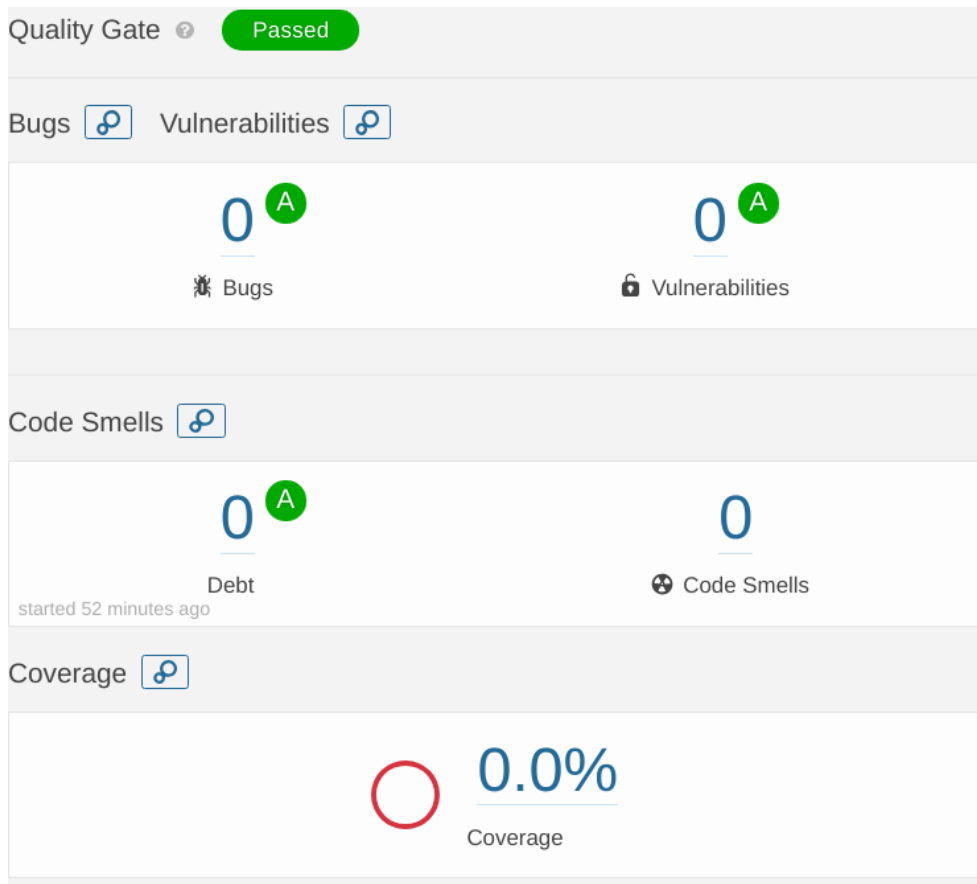 Quality Gate ? Passed
Bugs Vulnerabilities
0 A 0 A
Bugs Vulnerabilities
Code Smells
0 A 0
Debt Code Smells
started 52 minutes ago
Coverage
0.0%
Coverage